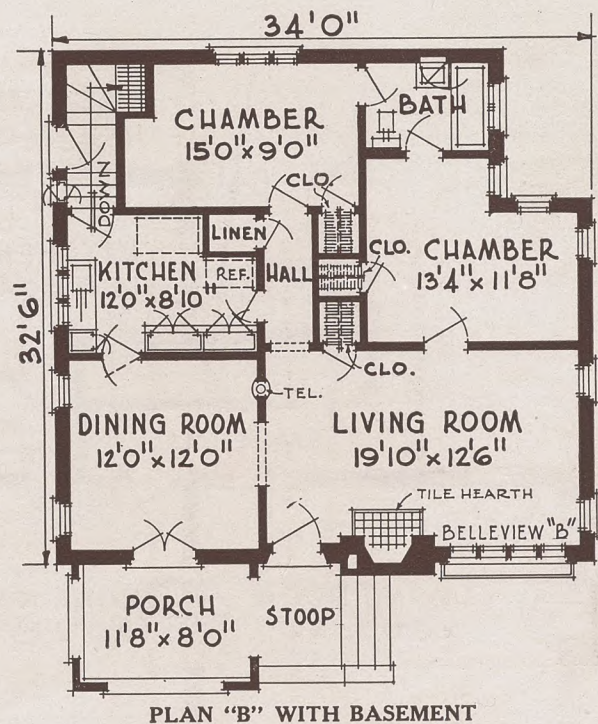 34'0"
BATH
CHAMBER
15'0"x9'0"
CLO.
DOWN
LINEN
CHAMBER
13'4"x11'8"
CLO.
KITCHEN
12'0"x8'10"
REF.
HALL
32'6"
CLO.
TEL.
DINING ROOM
12'0"x12'0"
LIVING ROOM
19'10"x12'6"
TILE HEARTH
BELLEVIEW "B"
PORCH
11'8"x8'0"
STOOP
PLAN "B" WITH BASEMENT